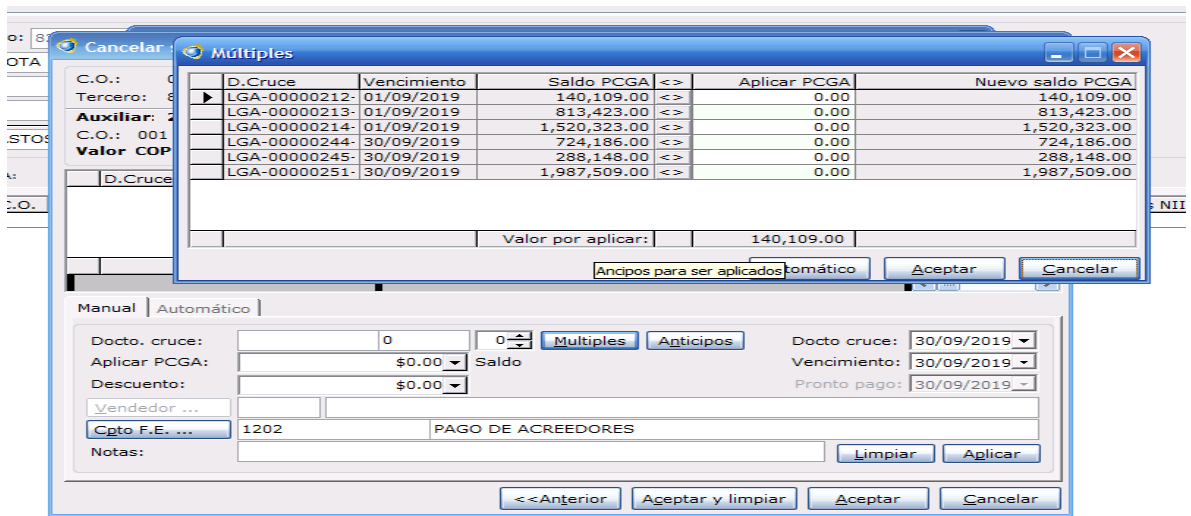 o: 8
Cancelar
Múltiples
OTA
C.O.:
Tercero: 8
Auxiliar: 2
C.O.: 001
Valor COP
STOS
D.Cruce
C.O.
s NII
D.Cruce Vencimiento Saldo PCGA <> Aplicar PCGA Nuevo saldo PCGA
LGA-00000212- 01/09/2019 140,109.00 <> 0.00 140,109.00
LGA-00000213- 01/09/2019 813,423.00 <> 0.00 813,423.00
LGA-00000214- 01/09/2019 1,520,323.00 <> 0.00 1,520,323.00
LGA-00000244- 30/09/2019 724,186.00 <> 0.00 724,186.00
LGA-00000245- 30/09/2019 288,148.00 <> 0.00 288,148.00
LGA-00000251- 30/09/2019 1,987,509.00 <> 0.00 1,987,509.00
Valor por aplicar: 140,109.00
Ancipos para ser aplicados tomático Aceptar Cancelar
Manual Automático
Docto. cruce: 0 0 Multiples Anticipos Docto cruce: 30/09/2019
Aplicar PCGA: $0.00 Saldo Vencimiento: 30/09/2019
Descuento: $0.00 Pronto pago: 30/09/2019
Vendedor ...
Cpto F.E. ... 1202 PAGO DE ACREEDORES
Notas: Limpiar Aplicar
<<Anterior Aceptar y limpiar Aceptar Cancelar